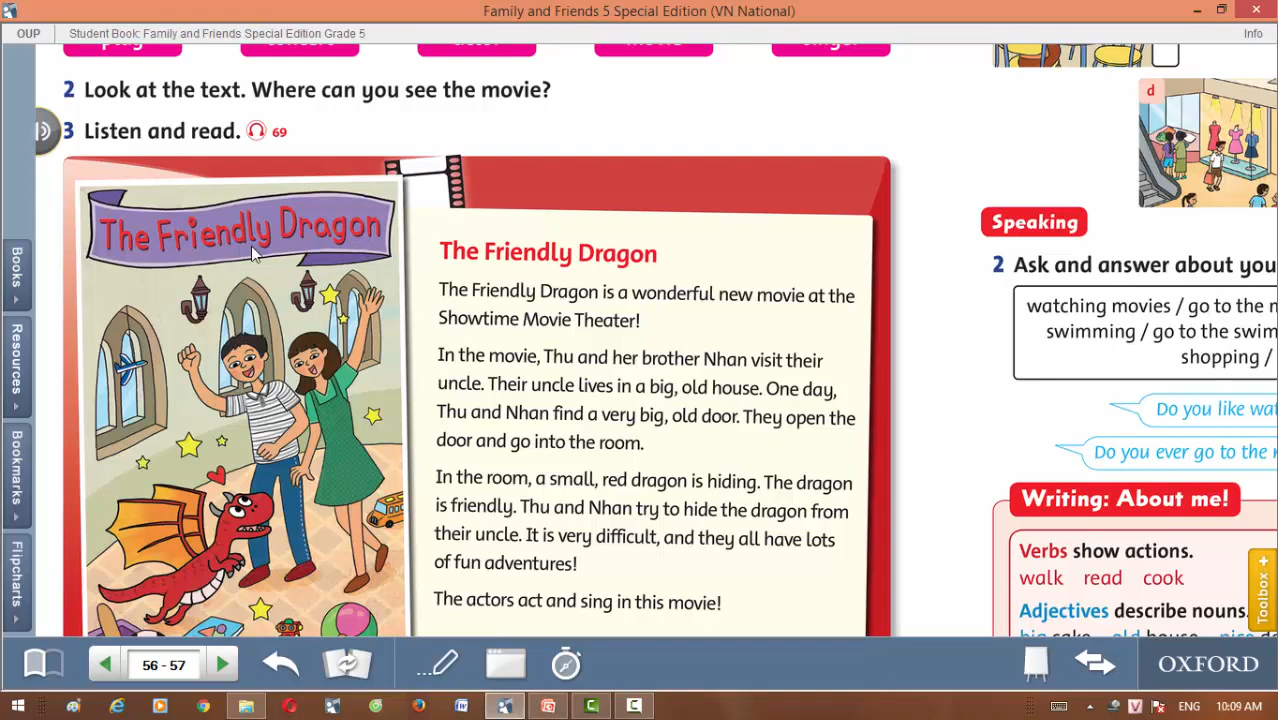 Family and Friends 5 Special Edition (VN National)
OUP
Student Book: Family and Friends Special Edition Grade 5
Info
2 Look at the text. Where can you see the movie?
3 Listen and read. 69
The Friendly Dragon
The Friendly Dragon
The Friendly Dragon is a wonderful new movie at the
Showtime Movie Theater!
In the movie, Thu and her brother Nhan visit their
uncle. Their uncle lives in a big, old house. One day,
Thu and Nhan find a very big, old door. They open the
door and go into the room.
In the room, a small, red dragon is hiding. The dragon
is friendly. Thu and Nhan try to hide the dragon from
their uncle. It is very difficult, and they all have lots
of fun adventures!
The actors act and sing in this movie!
d
Speaking
2 Ask and answer about you
watching movies / go to the
swimming / go to the swim
shopping /
Do you like wa
Do you ever go to the
Writing: About me!
Verbs show actions.
walk read cook
Adjectives describe nouns.
Books
Resources
Bookmarks
Flipcharts
Toolbox +
56 - 57
OXFORD
V
ENG
10:09 AM